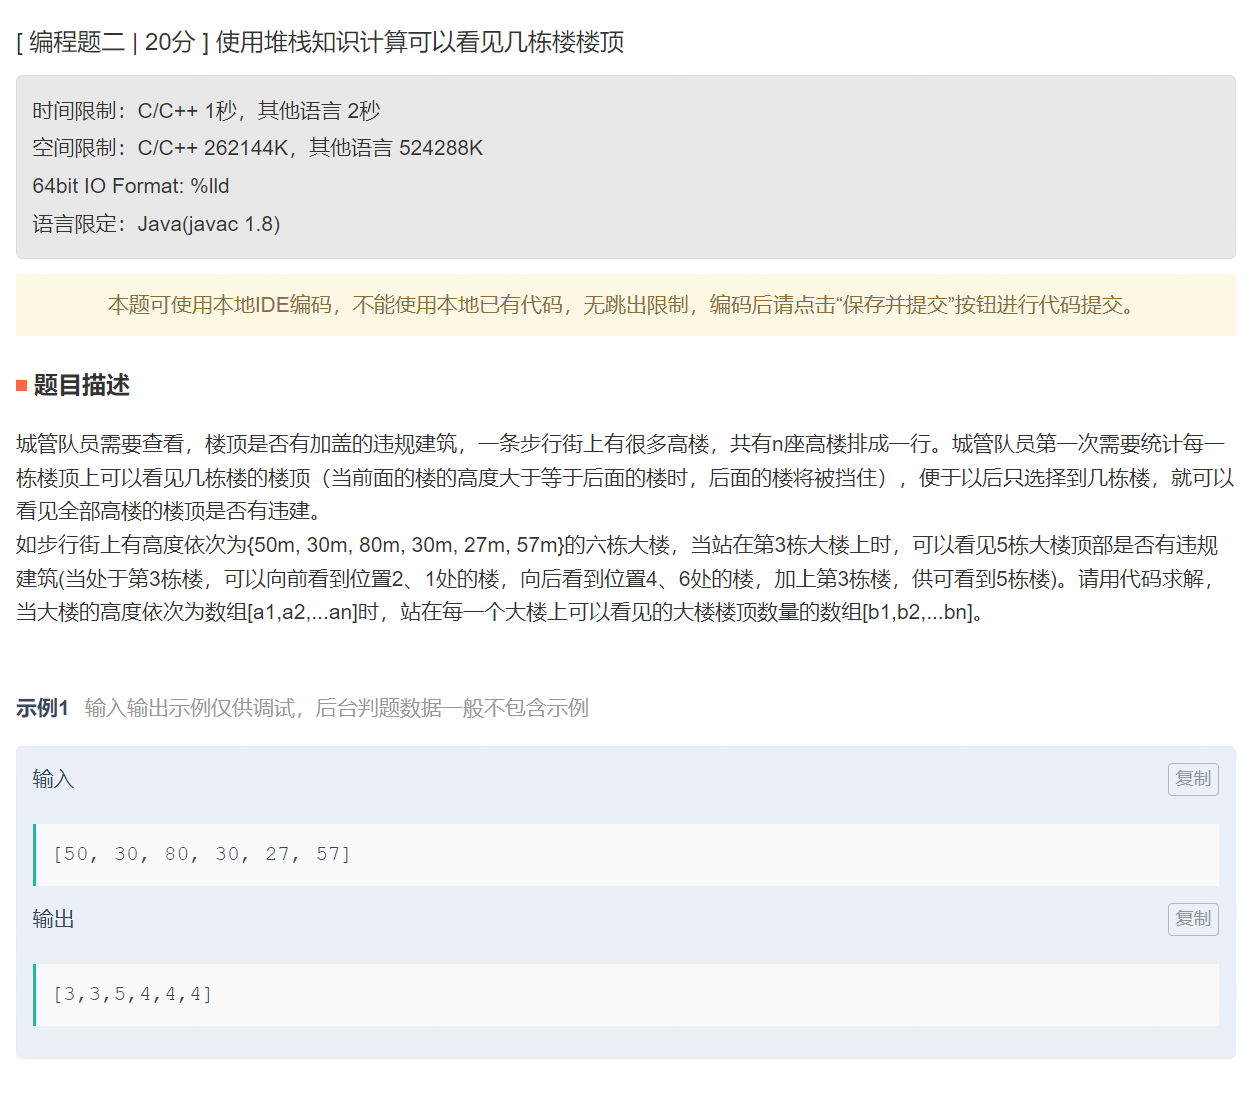 [ 编程题二 | 20分 ] 使用堆栈知识计算可以看见几栋楼楼顶
时间限制：C/C++ 1秒，其他语言 2秒
空间限制：C/C++ 262144K，其他语言 524288K
64bit IO Format: %lld
语言限定：Java(javac 1.8)
本题可使用本地IDE编码，不能使用本地已有代码，无跳出限制，编码后请点击“保存并提交”按钮进行代码提交。
题目描述
城管队员需要查看，楼顶是否有加盖的违规建筑，一条步行街上有很多高楼，共有n座高楼排成一行。城管队员第一次需要统计每一
栋楼顶上可以看见几栋楼的楼顶（当前面的楼的高度大于等于后面的楼时，后面的楼将被挡住），便于以后只选择到几栋楼，就可以
看见全部高楼的楼顶是否有违建。
如步行街上有高度依次为{50m, 30m, 80m, 30m, 27m, 57m}的六栋大楼，当站在第3栋大楼上时，可以看见5栋大楼顶部是否有违规
建筑(当处于第3栋楼，可以向前看到位置2、1处的楼，向后看到位置4、6处的楼，加上第3栋楼，供可看到5栋楼)。请用代码求解，
当大楼的高度依次为数组[a1,a2,...an]时，站在每一个大楼上可以看见的大楼楼顶数量的数组[b1,b2,...bn]。
示例1 输入输出示例仅供调试，后台判题数据一般不包含示例
输入
复制
[50, 30, 80, 30, 27, 57]
输出
复制
[3,3,5,4,4,4]